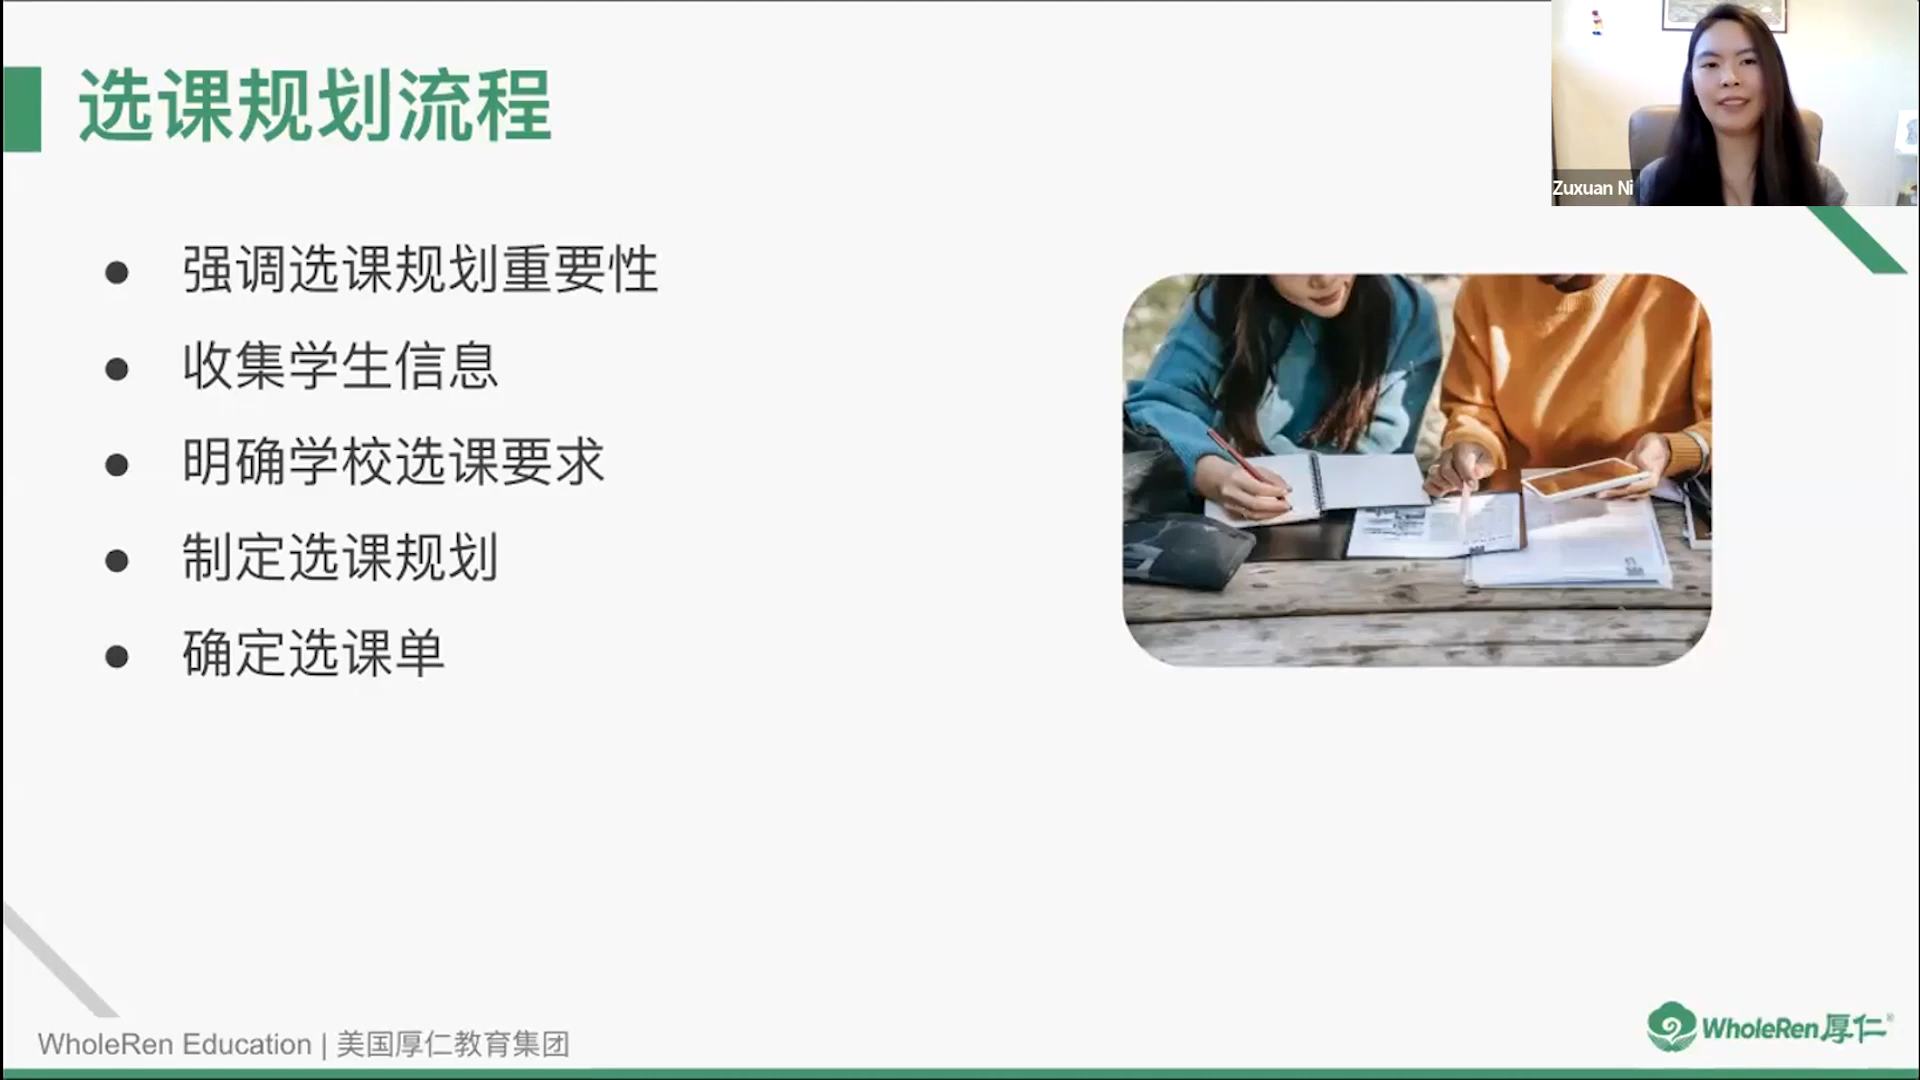 选课规划流程
Zuxuan Ni
强调选课规划重要性
收集学生信息
明确学校选课要求
制定选课规划
确定选课单
WholeRen Education | 美国厚仁教育集团
WholeRen厚仁®